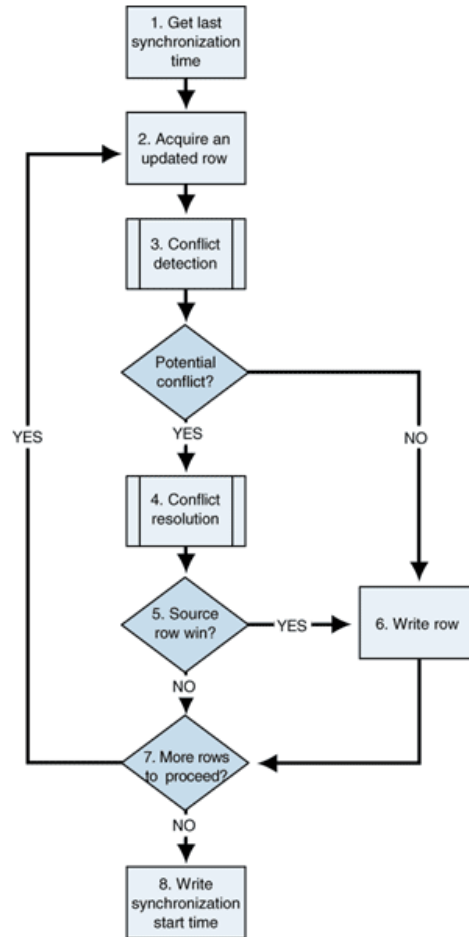 1. Get last
synchronization
time
2. Acquire an
updated row
3. Conflict
detection
Potential
conflict?
YES
NO
YES
4. Conflict
resolution
5. Source
row win?
YES
6. Write row
NO
7. More rows
to proceed?
NO
8. Write
synchronization
start time